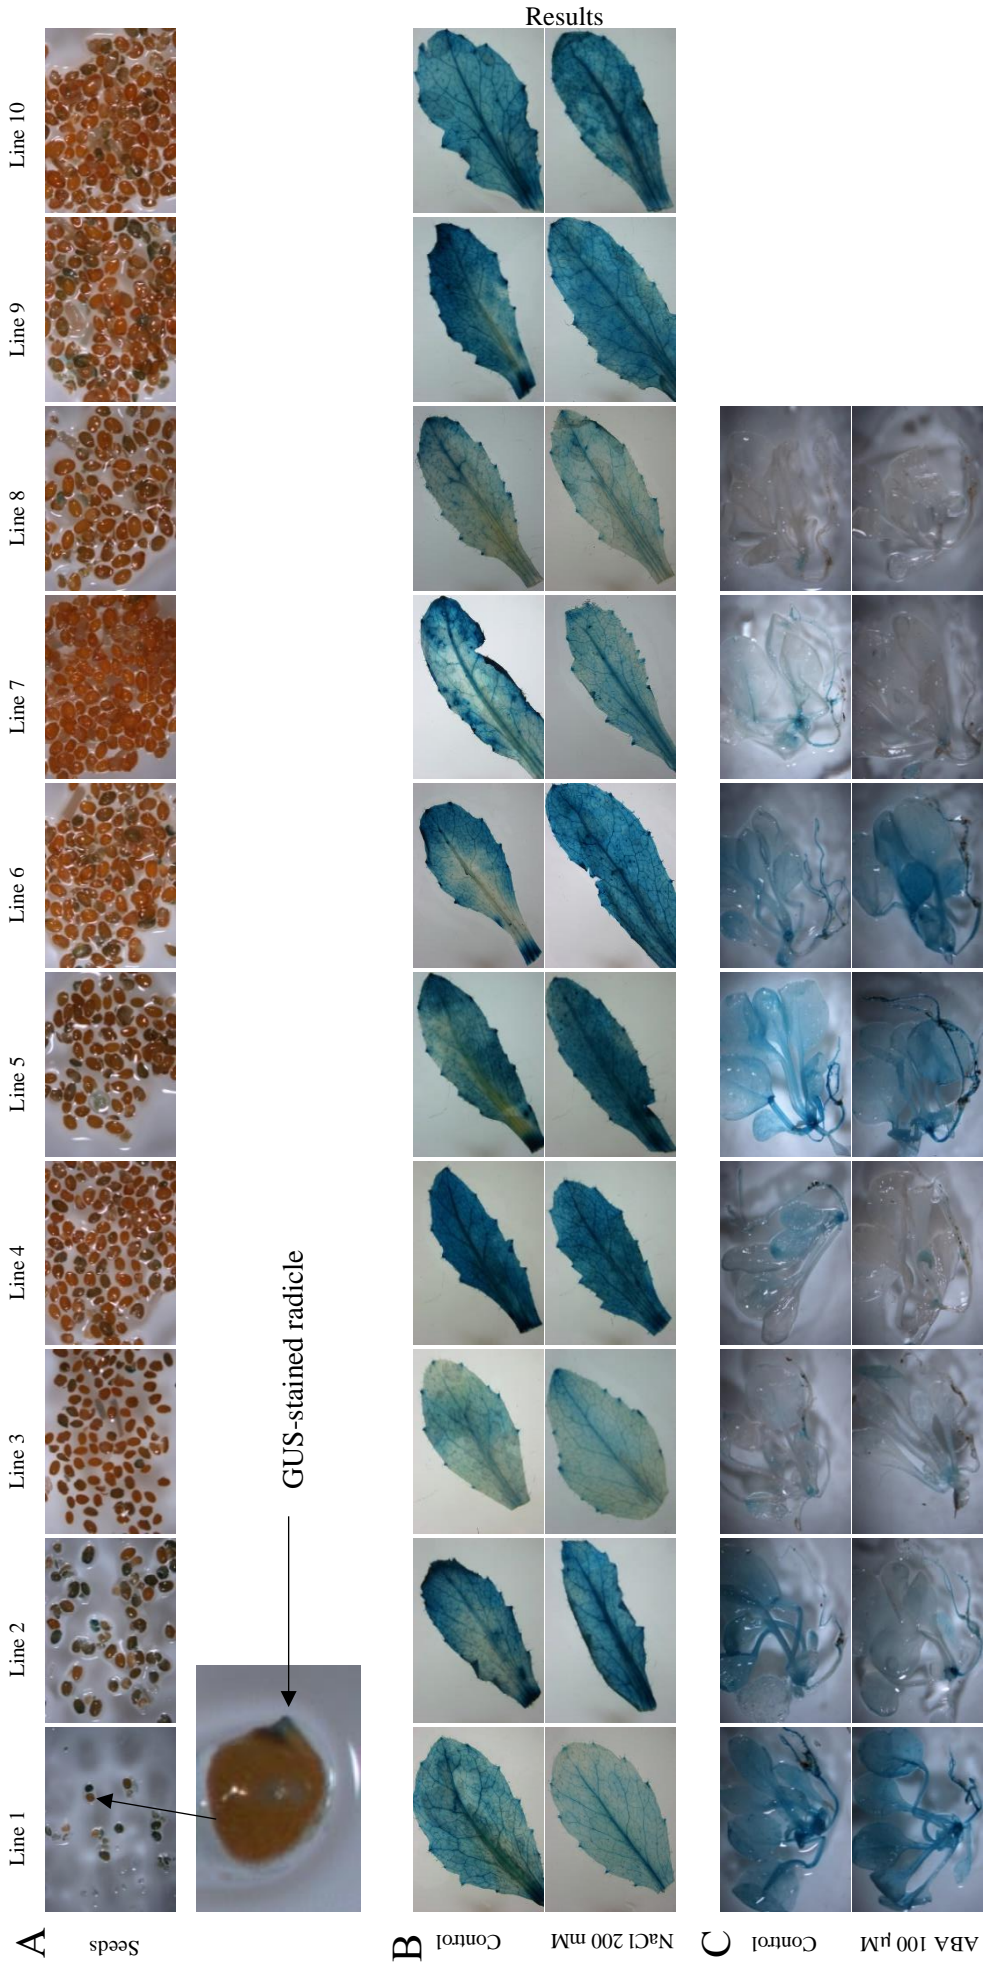 Results
A
Line 1
Line 2
Line 3
Line 4
Line 5
Line 6
Line 7
Line 8
Line 9
Line 10
Seeds
GUS-stained radicle
B
Control
NaCl 200 mM
C
Control
ABA 100 µM